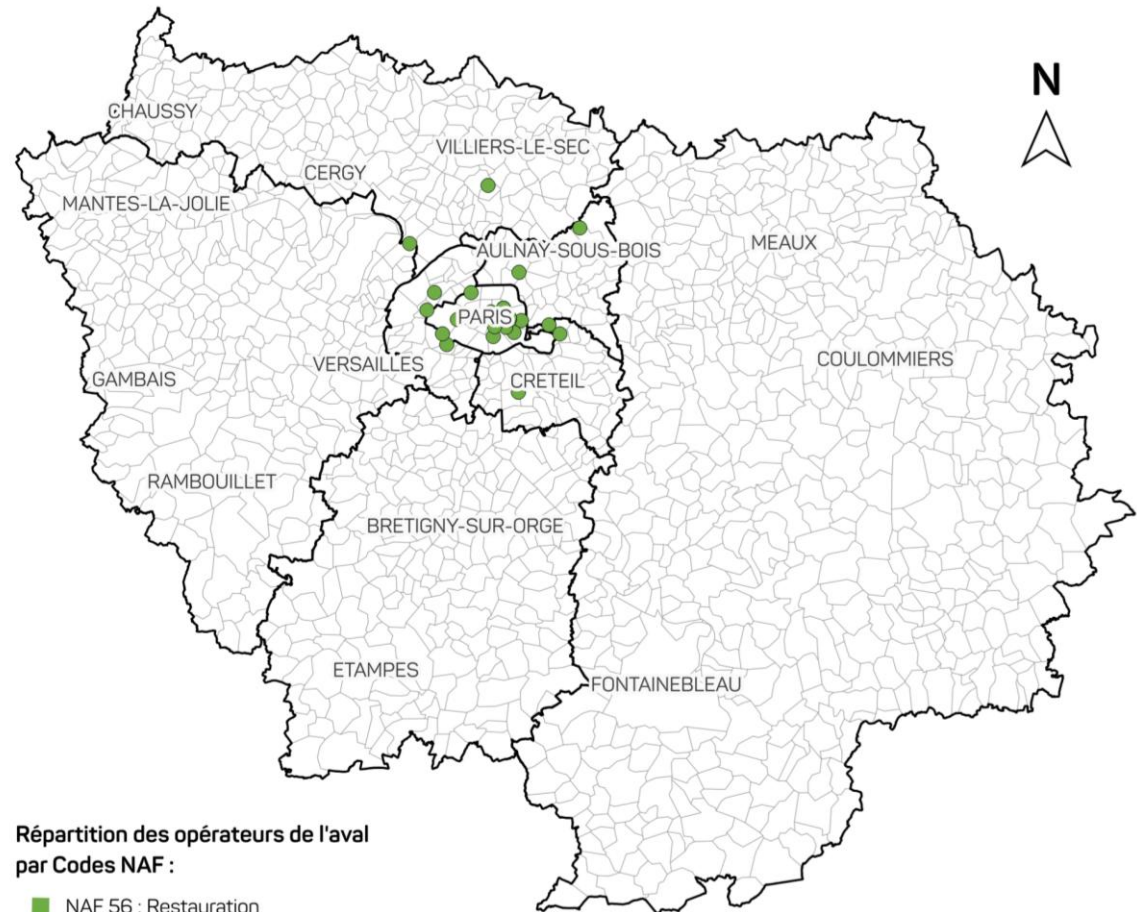 N
CHAUSSY
VILLIERS-LE-SEC
CERGY
MANTES-LA-JOLIE
MEAUX
AULNAY-SOUS-BOIS
PARIS
COULOMMIERS
VERSAILLES
GAMBAIS
CRETEIL
RAMBOUILLET
BRETIGNY-SUR-ORGE
ETAMPES
FONTAINEBLEAU
Répartition des opérateurs de l'aval
par Codes NAF :
NAF 56 : Restauration